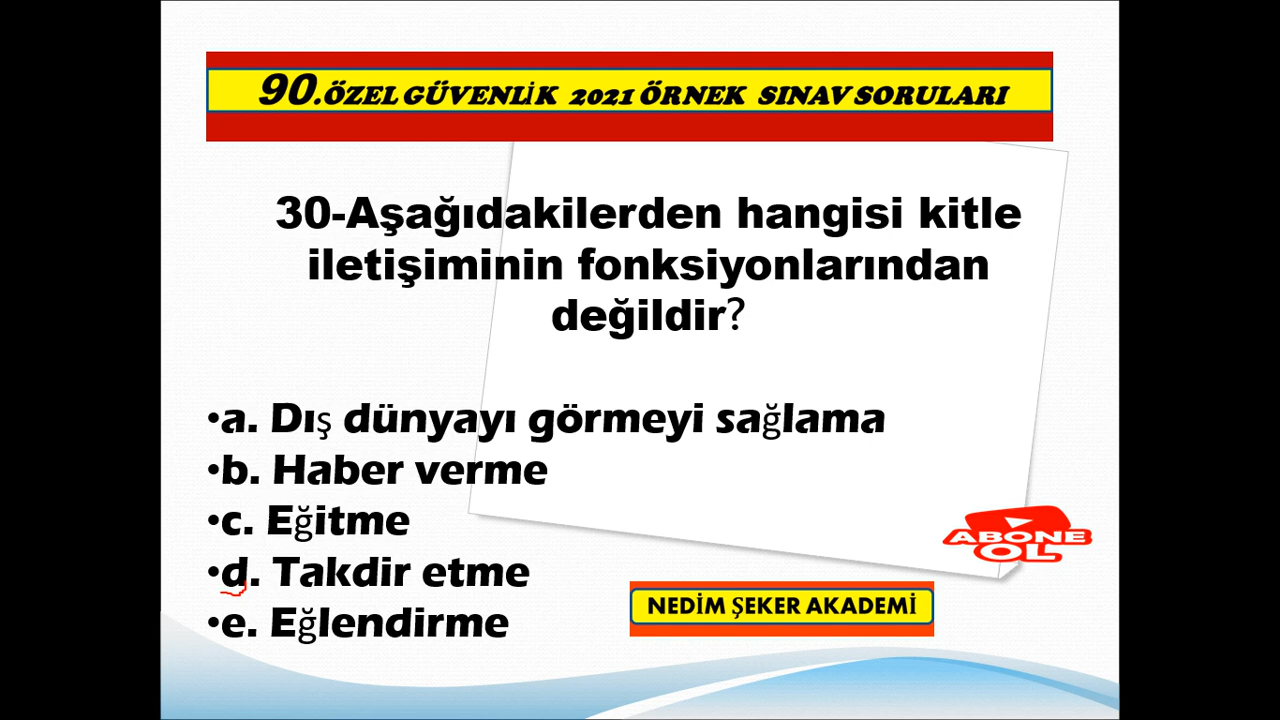 90.ÖZEL GÜVENLİK 2021 ÖRNEK SINAV SORULARI
30-Aşağıdakilerden hangisi kitle
iletişiminin fonksiyonlarından
değildir?
•a. Dış dünyayı görmeyi sağlama
•b. Haber verme
•c. Eğitme
•d. Takdir etme
•e. Eğlendirme
ABONE
OL
NEDİM ŞEKER AKADEMİ